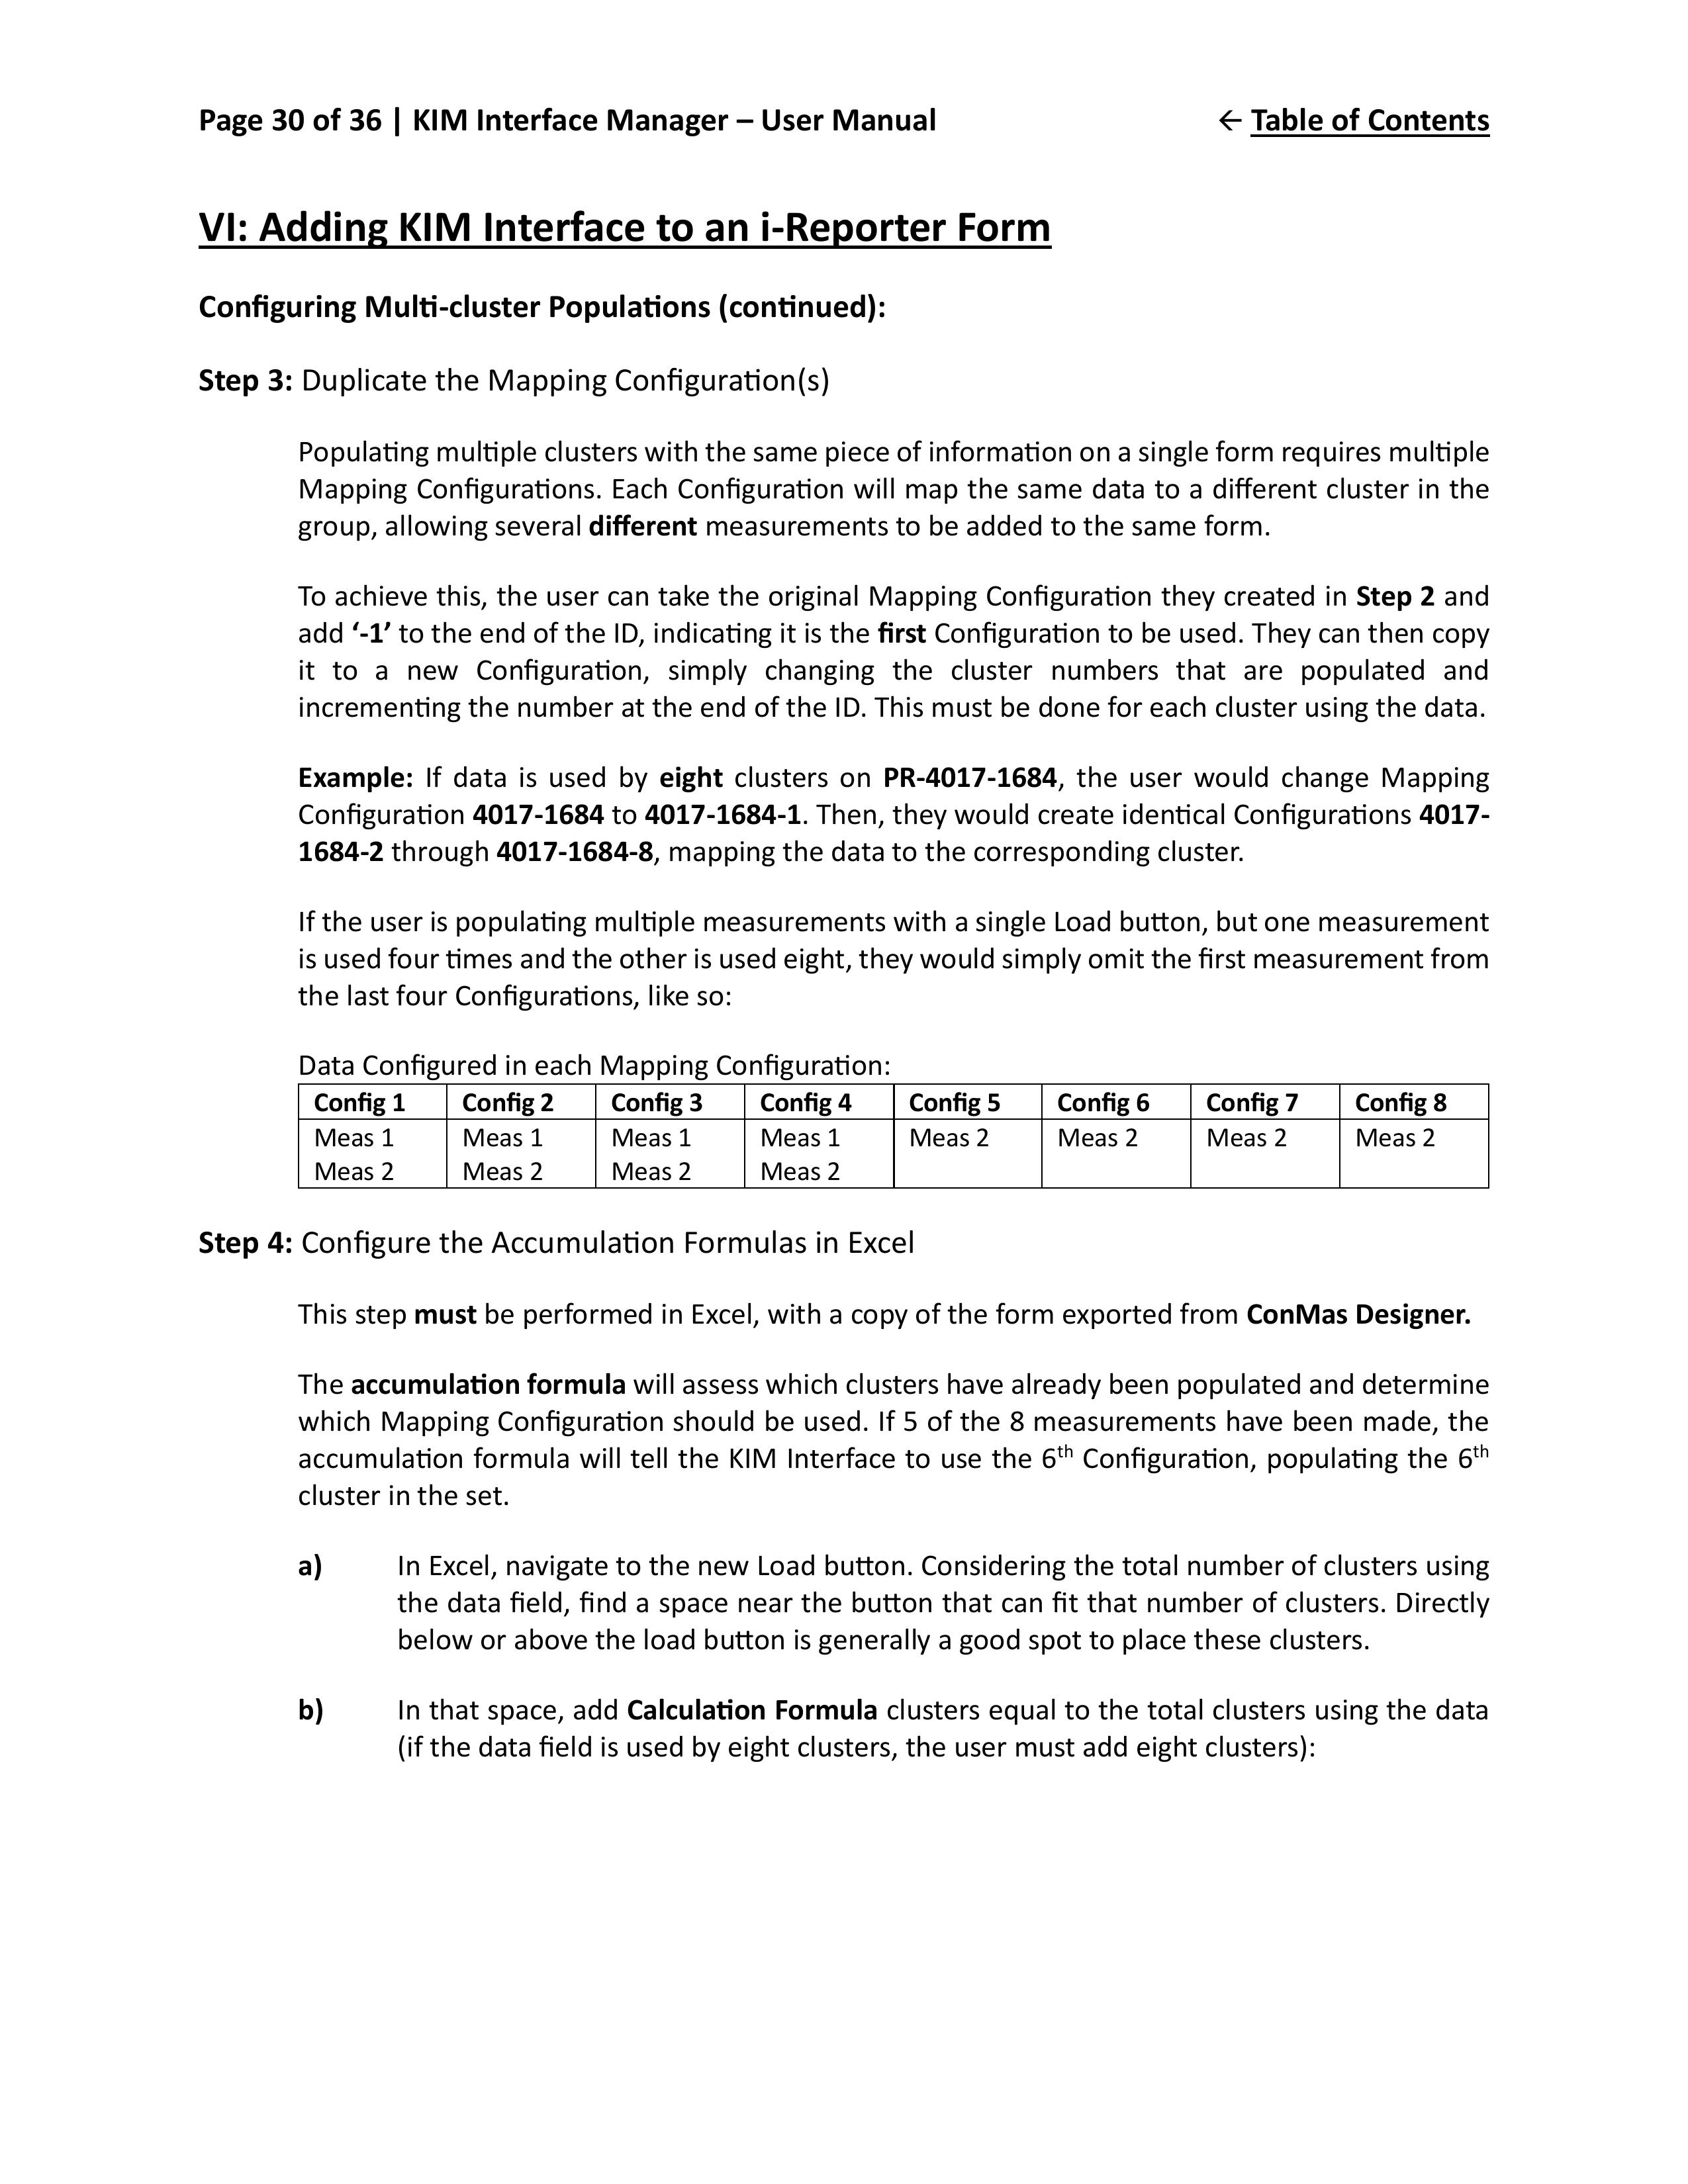 Page 30 of 36 | KIM Interface Manager – User Manual
← Table of Contents
VI: Adding KIM Interface to an i-Reporter Form
Configuring Multi-cluster Populations (continued):
Step 3: Duplicate the Mapping Configuration(s)
Populating multiple clusters with the same piece of information on a single form requires multiple
Mapping Configurations. Each Configuration will map the same data to a different cluster in the
group, allowing several different measurements to be added to the same form.
To achieve this, the user can take the original Mapping Configuration they created in Step 2 and
add ‘-1’ to the end of the ID, indicating it is the first Configuration to be used. They can then copy
it to a new Configuration, simply changing the cluster numbers that are populated and
incrementing the number at the end of the ID. This must be done for each cluster using the data.
Example: If data is used by eight clusters on PR-4017-1684, the user would change Mapping
Configuration 4017-1684 to 4017-1684-1. Then, they would create identical Configurations 4017-
1684-2 through 4017-1684-8, mapping the data to the corresponding cluster.
If the user is populating multiple measurements with a single Load button, but one measurement
is used four times and the other is used eight, they would simply omit the first measurement from
the last four Configurations, like so:
Data Configured in each Mapping Configuration:
Config 1 Config 2 Config 3 Config 4 Config 5 Config 6 Config 7 Config 8
Meas 1 Meas 1 Meas 1 Meas 1 Meas 2 Meas 2 Meas 2 Meas 2
Meas 2 Meas 2 Meas 2 Meas 2
Step 4: Configure the Accumulation Formulas in Excel
This step must be performed in Excel, with a copy of the form exported from ConMas Designer.
The accumulation formula will assess which clusters have already been populated and determine
which Mapping Configuration should be used. If 5 of the 8 measurements have been made, the
accumulation formula will tell the KIM Interface to use the 6th Configuration, populating the 6th
cluster in the set.
a) In Excel, navigate to the new Load button. Considering the total number of clusters using
the data field, find a space near the button that can fit that number of clusters. Directly
below or above the load button is generally a good spot to place these clusters.
b) In that space, add Calculation Formula clusters equal to the total clusters using the data
(if the data field is used by eight clusters, the user must add eight clusters):